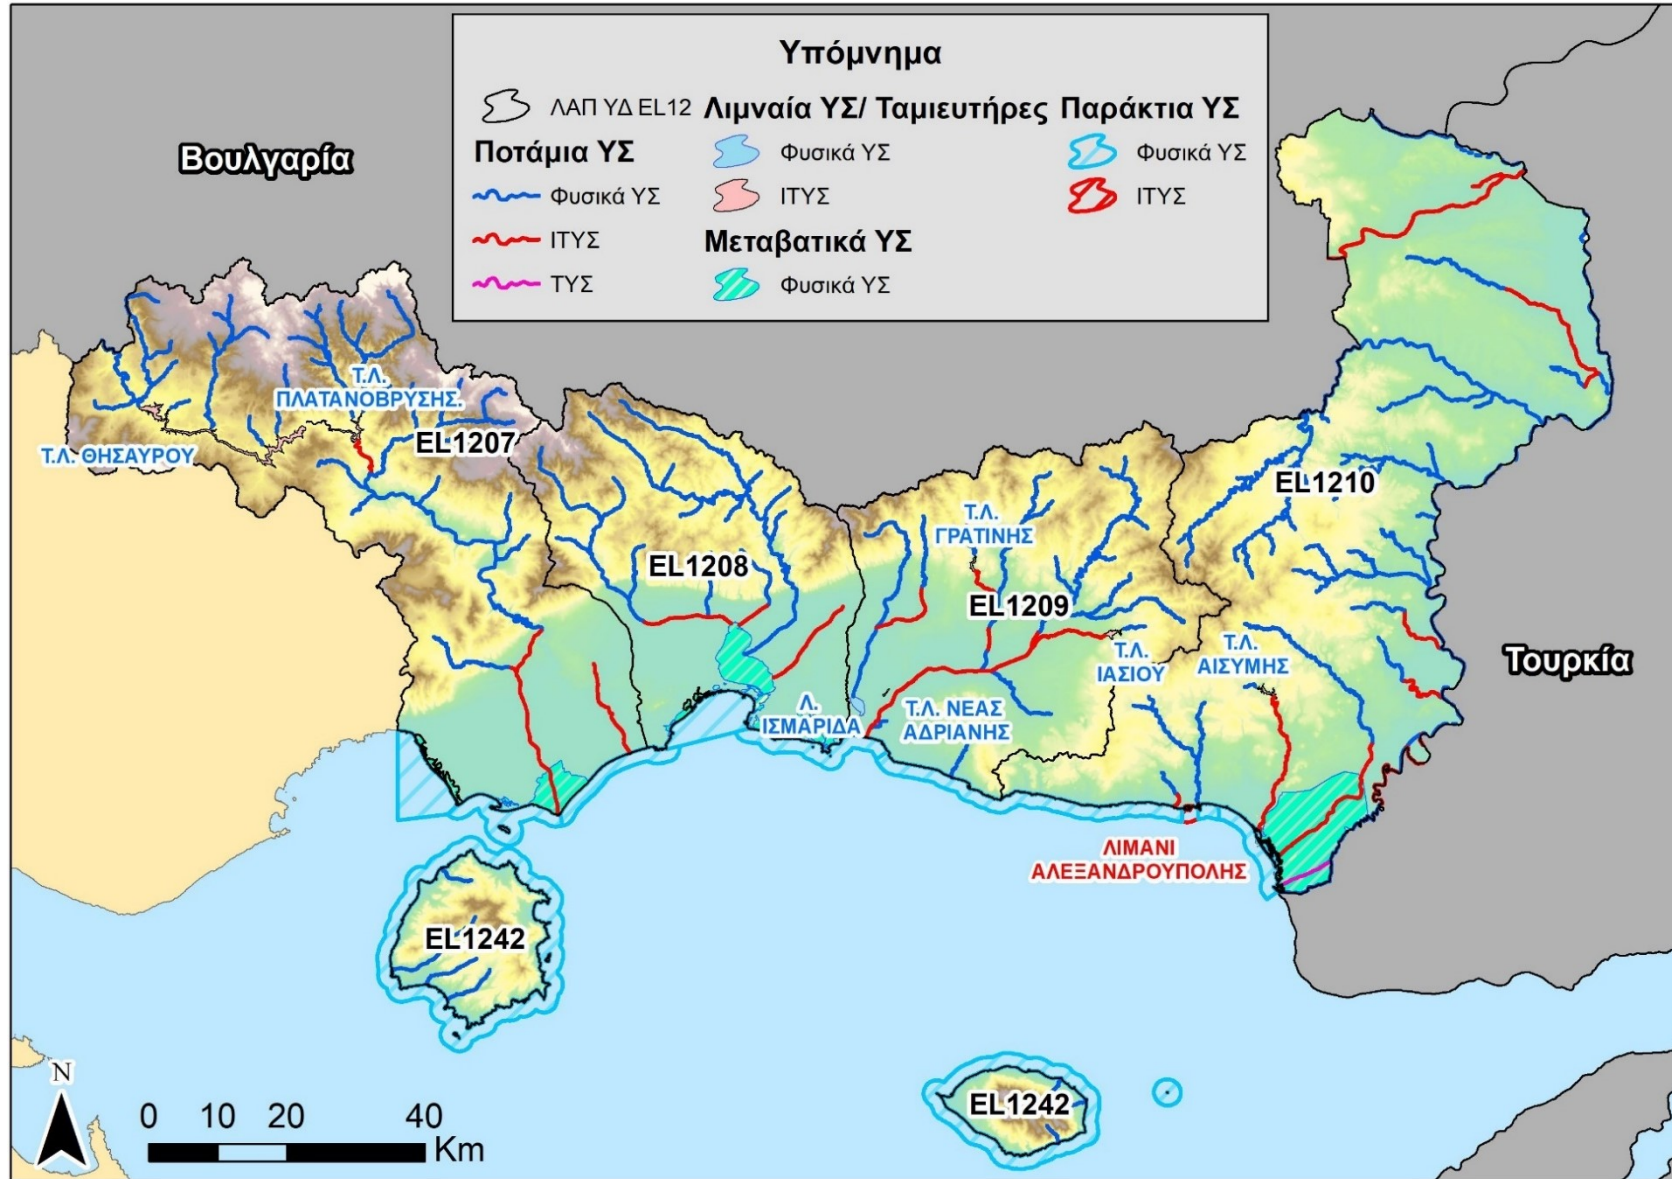 Υπόμνημα
ΛΑΠ ΥΔ EL12
Ποτάμια ΥΣ
Φυσικά ΥΣ
ΙΤΥΣ
ΤΥΣ
Λιμναία ΥΣ/ Ταμιευτήρες
Φυσικά ΥΣ
ΙΤΥΣ
Μεταβατικά ΥΣ
Φυσικά ΥΣ
Παράκτια ΥΣ
Φυσικά ΥΣ
ΙΤΥΣ
Βουλγαρία
Τ.Λ.
ΠΛΑΤΑΝΟΒΡΥΣΗΣ.
EL1207
Τ.Λ. ΘΗΣΑΥΡΟΥ
EL1210
Τ.Λ.
ΓΡΑΤΙΝΗΣ
EL1208
EL1209
Τ.Λ.
ΙΑΣΙΟΥ
Τ.Λ.
ΑΙΣΥΜΗΣ
Τουρκία
Λ.
ΙΣΜΑΡΙΔΑ
Τ.Λ. ΝΕΑΣ
ΑΔΡΙΑΝΗΣ
ΛΙΜΑΝΙ
ΑΛΕΞΑΝΔΡΟΥΠΟΛΗΣ
EL1242
EL1242
N
0 10 20 40
Km